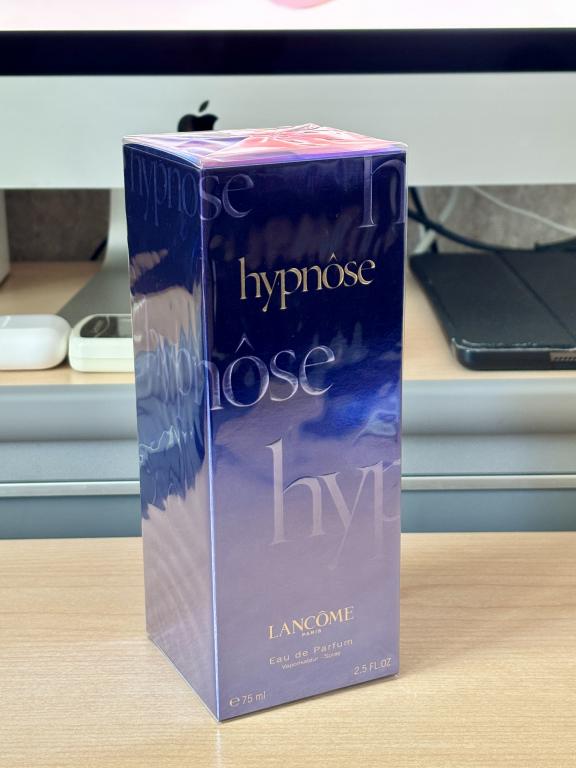 hypnôse
h
hypnôse
hypnôse
hyp
LANCÔME
PARIS
Eau de Parfum
Vaporisateur - Spray
℮ 75 ml
2.5 FL.OZ